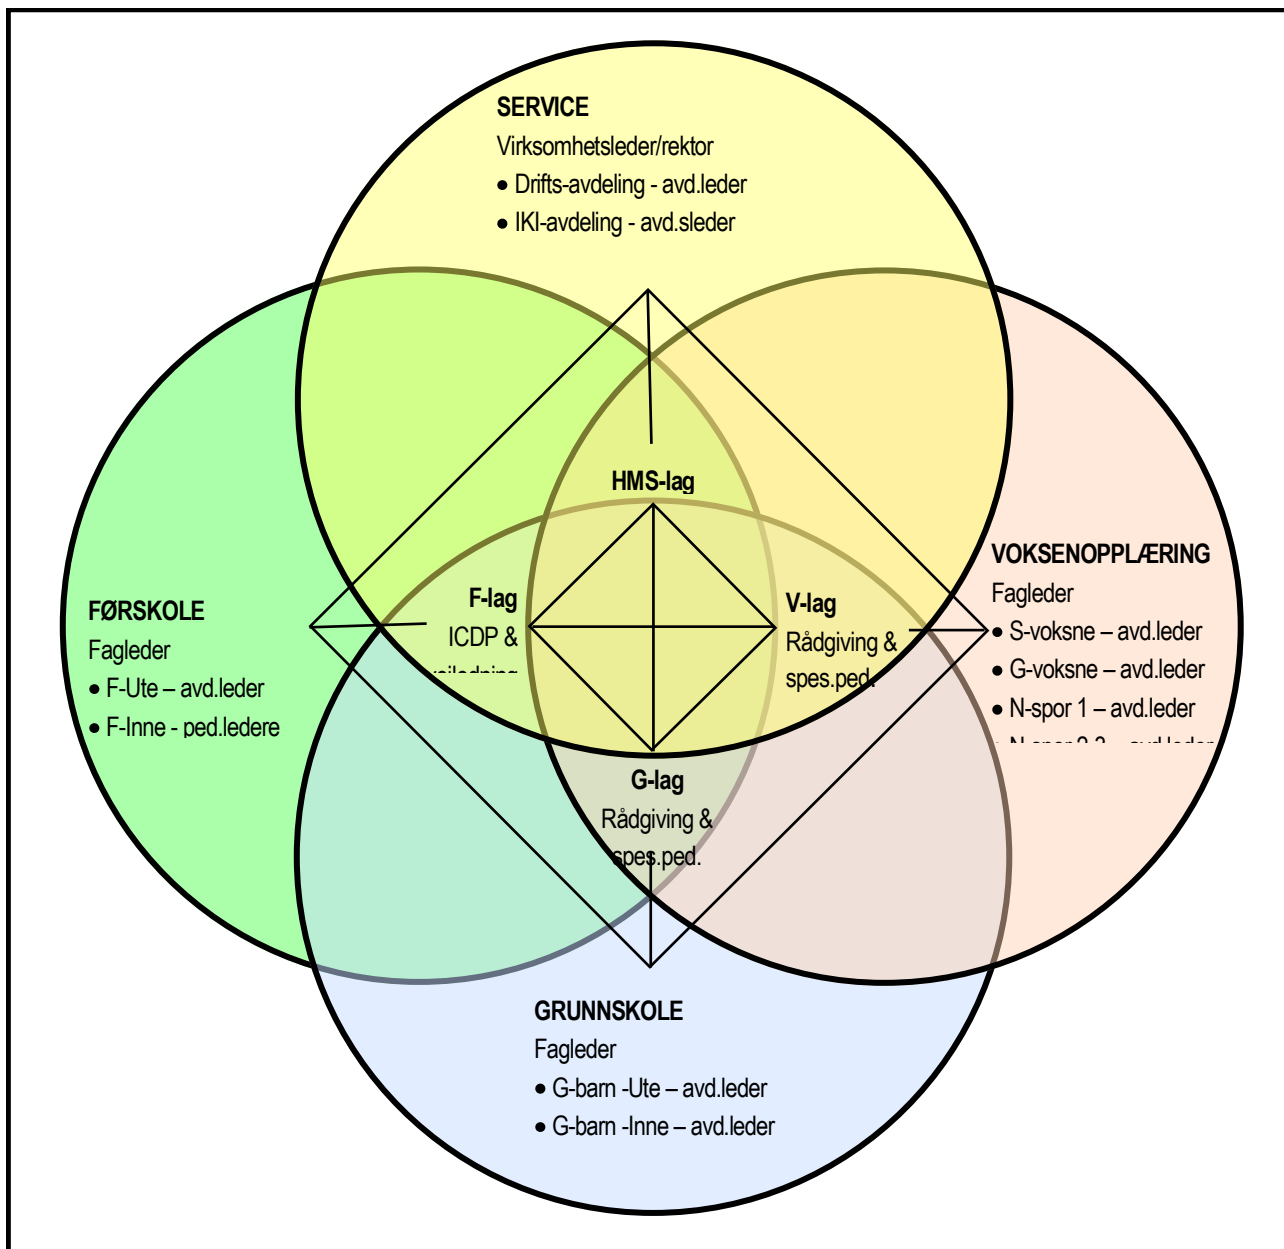 SERVICE
Virksomhetsleder/rektor
• Drifts-avdeling - avd.leder
• IKI-avdeling - avd.sleder
HMS-lag
F-lag
ICDP &
V-lag
Rådgiving &
spes.ped.
FØRSKOLE
Fagleder
• F-Ute – avd.leder
• F-Inne - ped.ledere
VOKSENOPPLÆRING
Fagleder
• S-voksne – avd.leder
• G-voksne – avd.leder
• N-spor 1 – avd.leder
G-lag
Rådgiving &
spes.ped.
GRUNNSKOLE
Fagleder
• G-barn -Ute – avd.leder
• G-barn -Inne – avd.leder